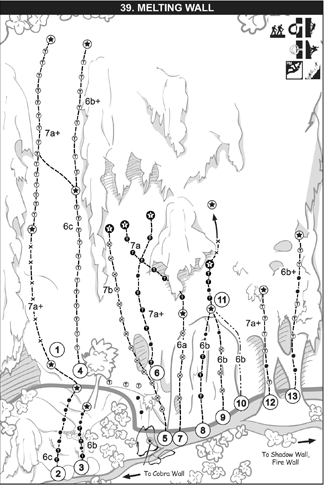 39. MELTING WALL
7a+
6b+
6c
7a
7b
7a+
6a
6b
6b
6b
7a+
6b+
7a+
11
1
4
6
10
12
13
9
8
5
7
6c
6b
2
3
To Cobra Wall
To Shadow Wall,
Fire Wall